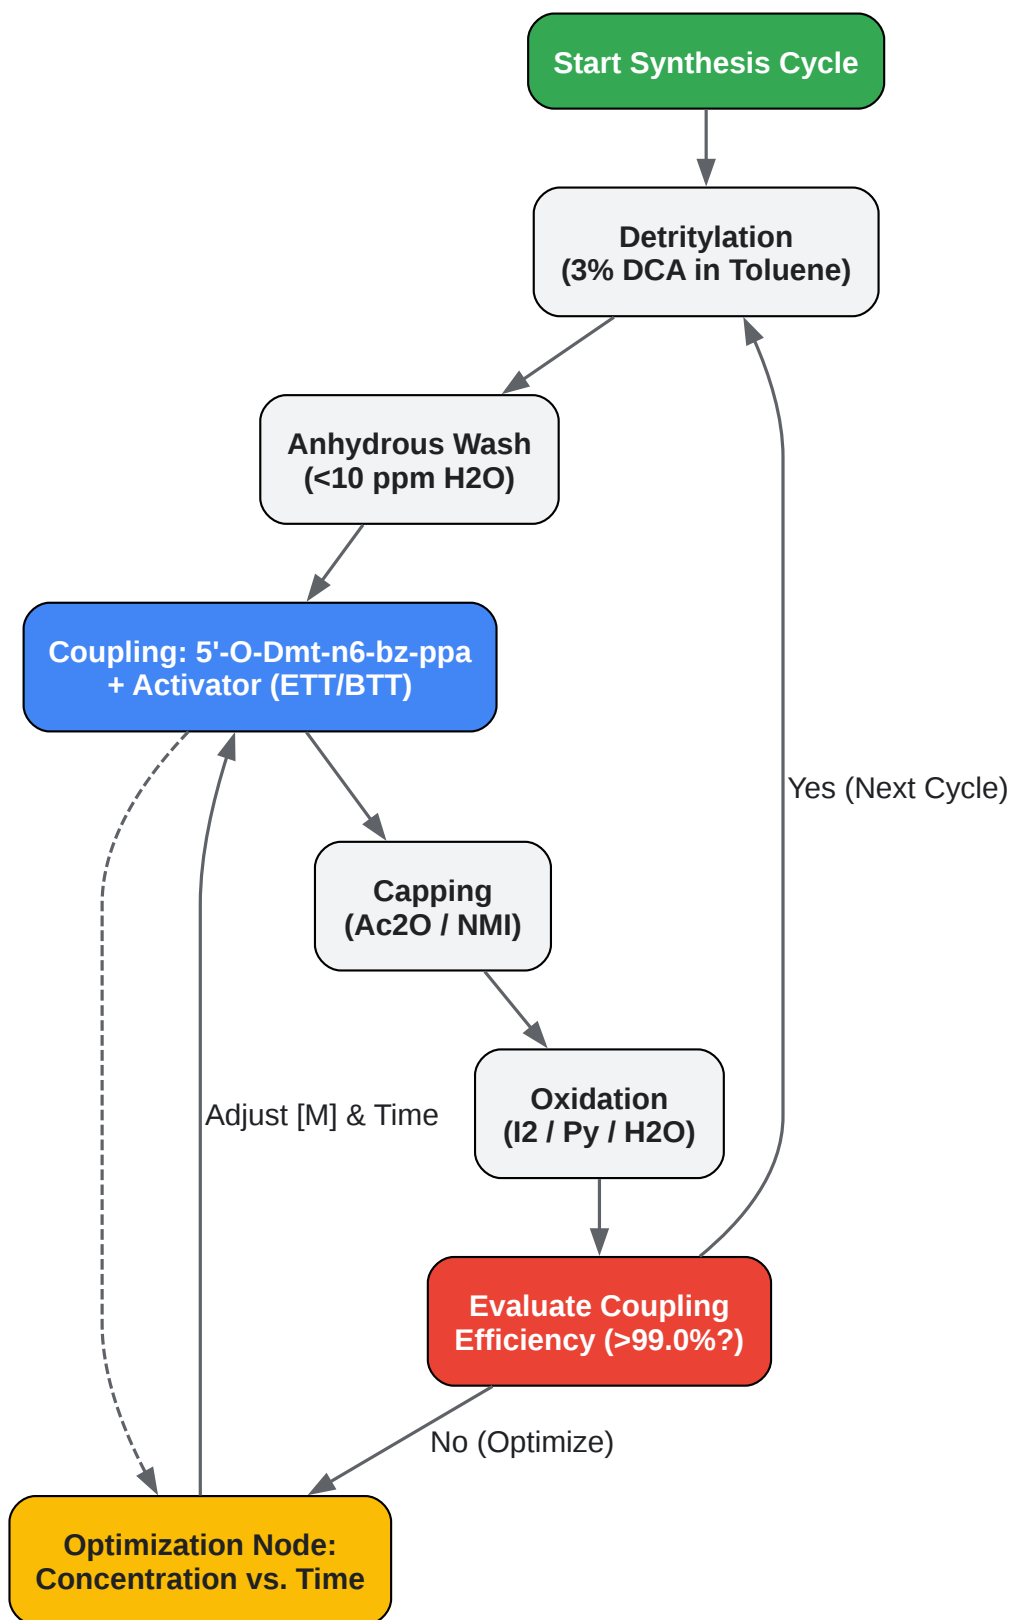 Start Synthesis Cycle
Detritylation
(3% DCA in Toluene)
Anhydrous Wash
(<10 ppm H2O)
Coupling: 5'-O-Dmt-n6-bz-ppa
+ Activator (ETT/BTT)
Yes (Next Cycle)
Capping
(Ac2O / NMI)
Oxidation
(I2 / Py / H2O)
Adjust [M] & Time
Evaluate Coupling
Efficiency (>99.0%?)
No (Optimize)
Optimization Node:
Concentration vs. Time